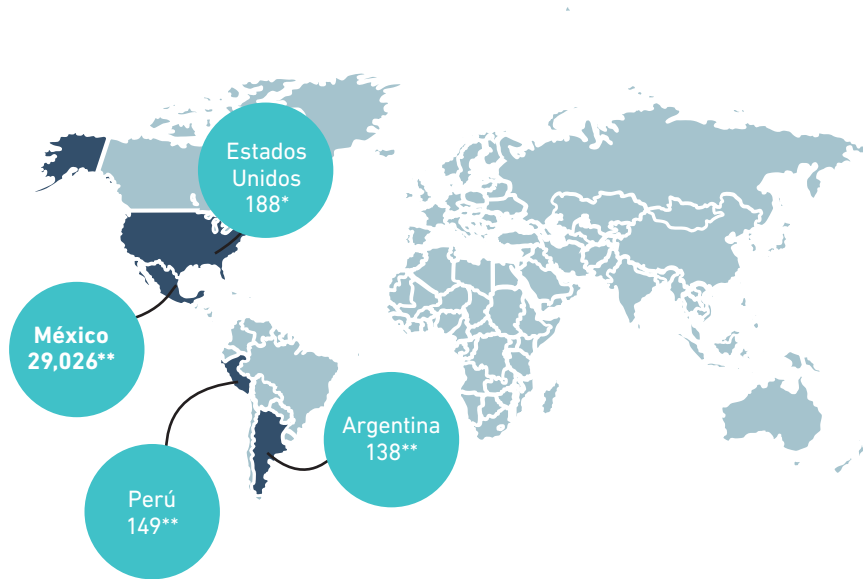 Estados
Unidos
188*
México
29,026**
Argentina
138**
Perú
149**